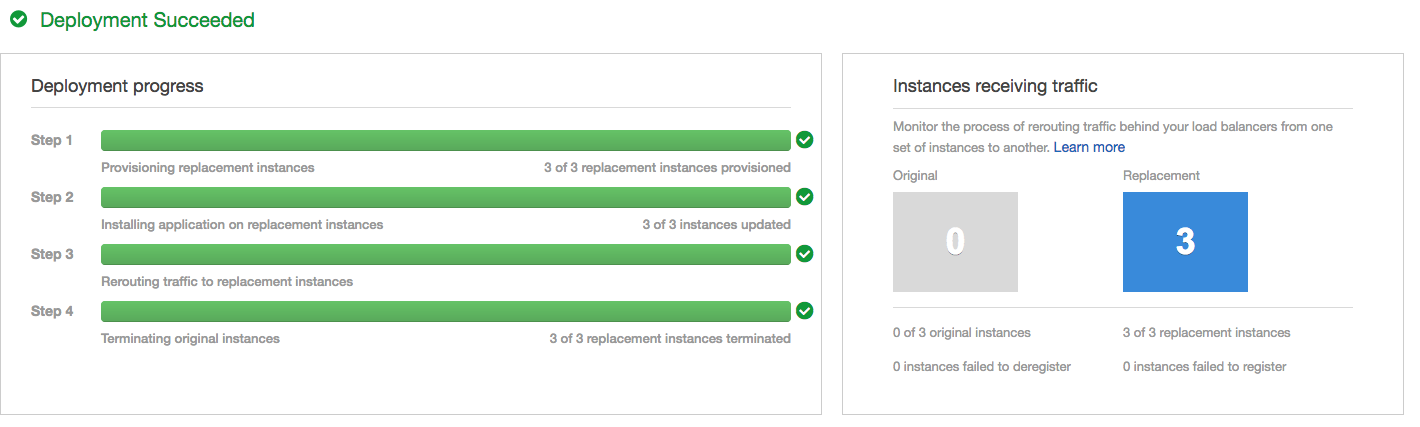 Deployment Succeeded
Deployment progress
Step 1
Provisioning replacement instances 3 of 3 replacement instances provisioned
Step 2
Installing application on replacement instances 3 of 3 instances updated
Step 3
Rerouting traffic to replacement instances
Step 4
Terminating original instances 3 of 3 replacement instances terminated
Instances receiving traffic
Monitor the process of rerouting traffic behind your load balancers from one
set of instances to another. Learn more
Original Replacement
0 3
0 of 3 original instances 3 of 3 replacement instances
0 instances failed to deregister 0 instances failed to register